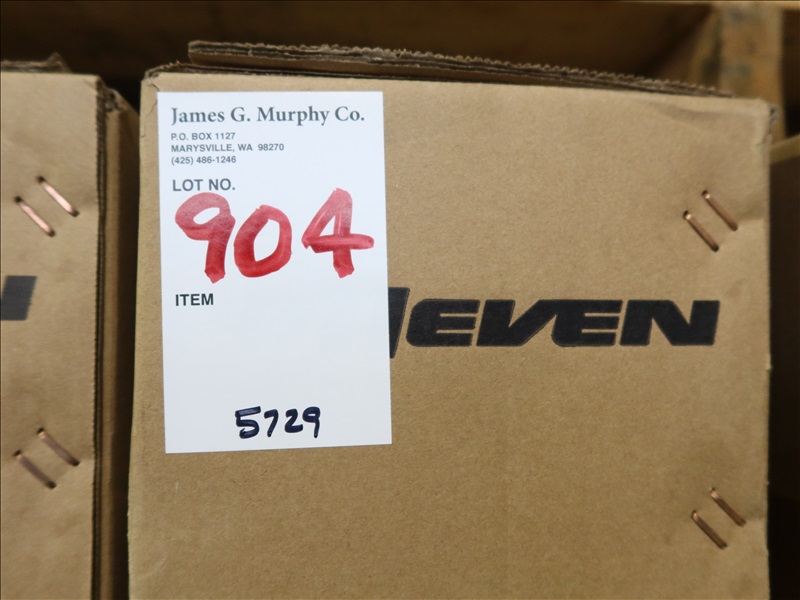 James G. Murphy Co.
P.O. BOX 1127
MARYSVILLE, WA 98270
(425) 486-1246
LOT NO.
904
ITEM
5729